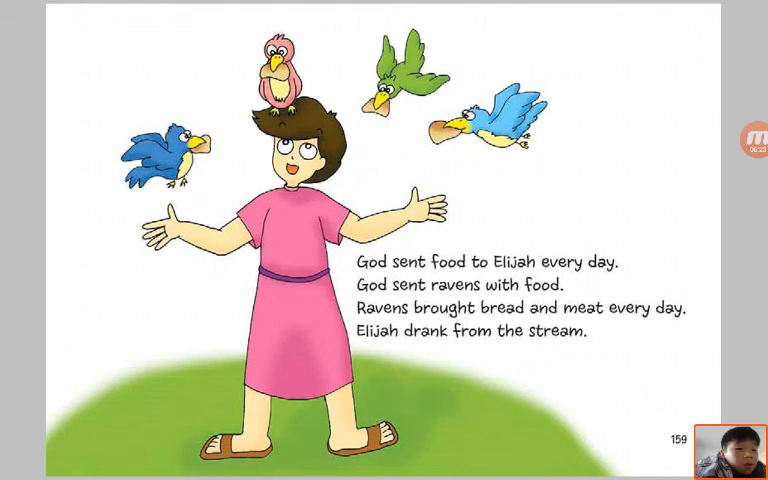 God sent food to Elijah every day.
God sent ravens with food.
Ravens brought bread and meat every day.
Elijah drank from the stream.
159
06:23